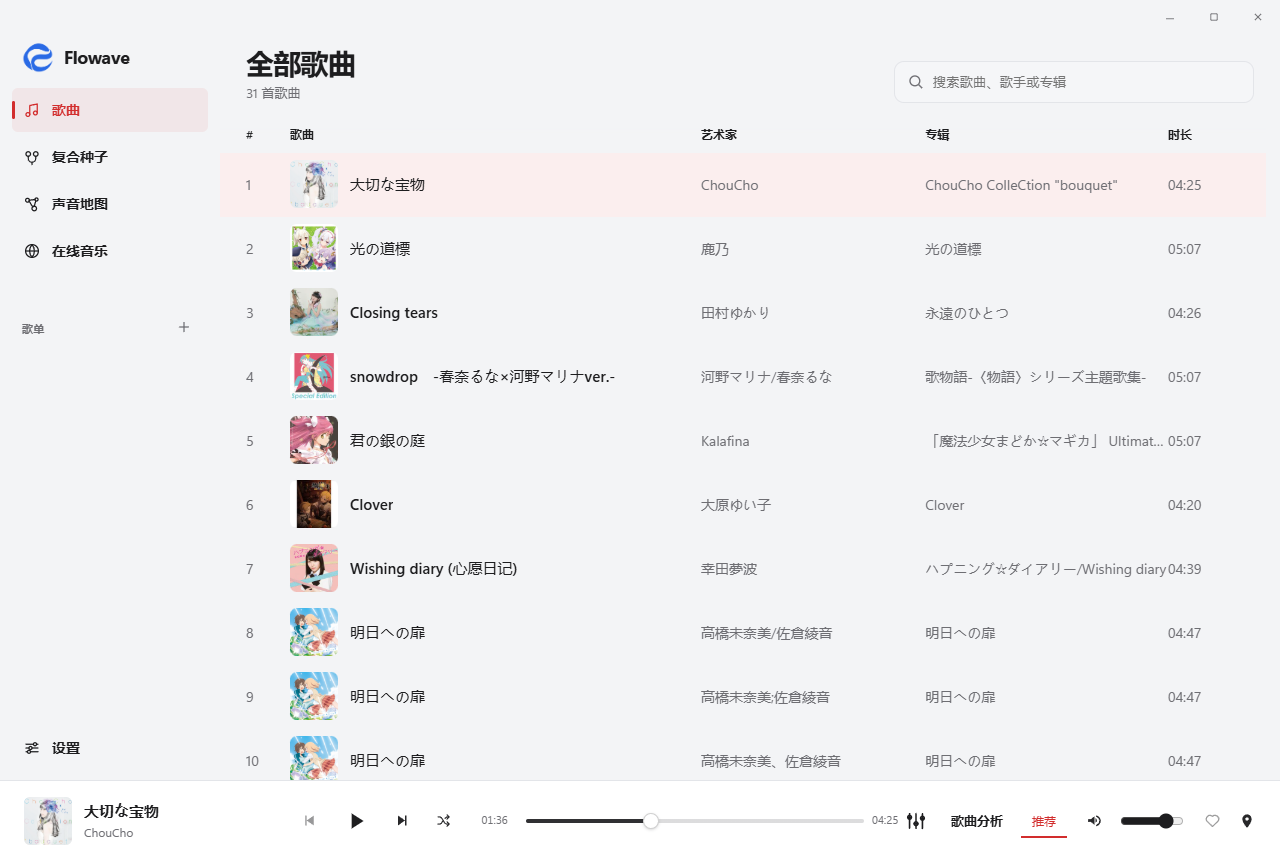 Flowave
歌曲
复合种子
声音地图
在线音乐
歌单
设置
全部歌曲
31 首歌曲
搜索歌曲、歌手或专辑
# 歌曲 艺术家 专辑 时长
1 大切な宝物 ChouCho ChouCho ColleCtion "bouquet" 04:25
2 光の道標 鹿乃 光の道標 05:07
3 Closing tears 田村ゆかり 永遠のひとつ 04:26
4 snowdrop　-春奈るな×河野マリナver.- 河野マリナ/春奈るな 歌物語-〈物語〉シリーズ主題歌集- 05:07
5 君の銀の庭 Kalafina 「魔法少女まどか☆マギカ」 Ultimat... 05:07
6 Clover 大原ゆい子 Clover 04:20
7 Wishing diary (心愿日记) 幸田夢波 ハプニング☆ダイアリー/Wishing diary 04:39
8 明日への扉 高橋未奈美/佐倉綾音 明日への扉 04:47
9 明日への扉 高橋未奈美;佐倉綾音 明日への扉 04:47
10 明日への扉 高橋未奈美、佐倉綾音 明日への扉 04:47
大切な宝物
ChouCho
01:36 04:25 歌曲分析 推荐